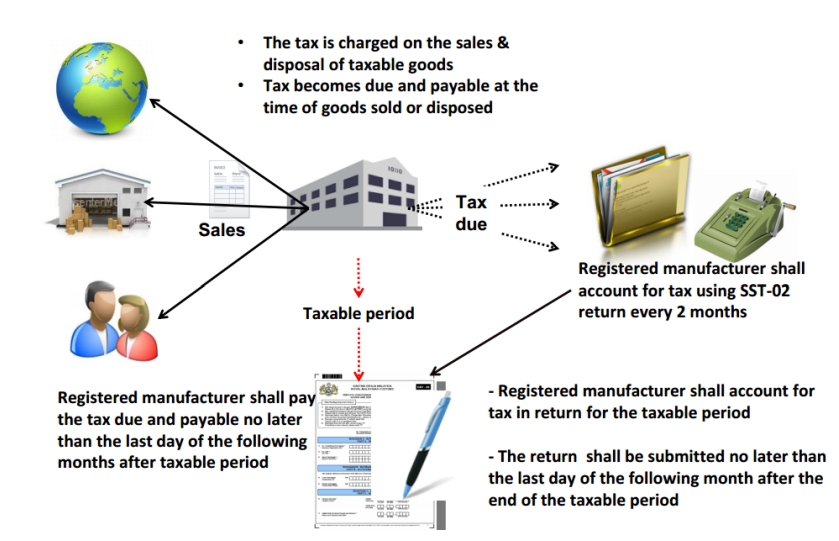 • The tax is charged on the sales &
disposal of taxable goods
• Tax becomes due and payable at the
time of goods sold or disposed
Sales
Tax
due
Registered manufacturer shall
account for tax using SST-02
return every 2 months
Taxable period
Registered manufacturer shall pay
the tax due and payable no later
than the last day of the following
months after taxable period
- Registered manufacturer shall account for
tax in return for the taxable period
- The return shall be submitted no later than
the last day of the following month after the
end of the taxable period